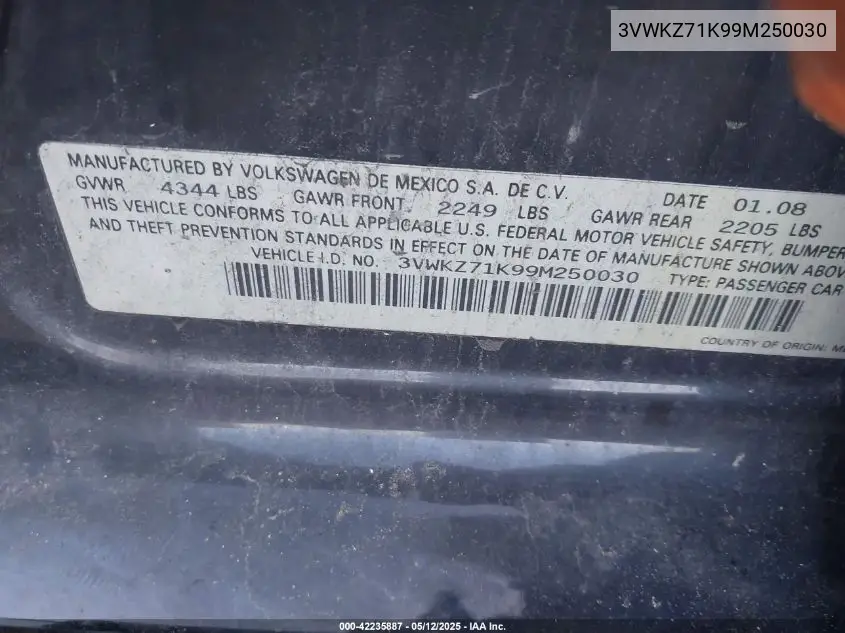 3VWKZ71K99M250030
MANUFACTURED BY VOLKSWAGEN DE MEXICO S.A. DE C.V. DATE 01.08
GVWR 4344 LBS GAWR FRONT 2249 LBS GAWR REAR 2205 LBS
THIS VEHICLE CONFORMS TO ALL APPLICABLE U.S. FEDERAL MOTOR VEHICLE SAFETY, BUMPER
AND THEFT PREVENTION STANDARDS IN EFFECT ON THE DATE OF MANUFACTURE SHOWN ABOV
VEHICLE I.D. NO. 3VWKZ71K99M250030 TYPE: PASSENGER CAR
COUNTRY OF ORIGIN: ME
000-42235887 - 05/12/2025 - IAA Inc.